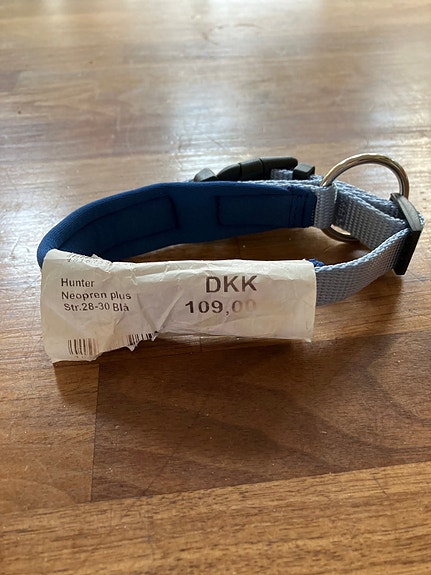 Hunter
Neopren plus
Str.28-30 Blå
DKK
109,00